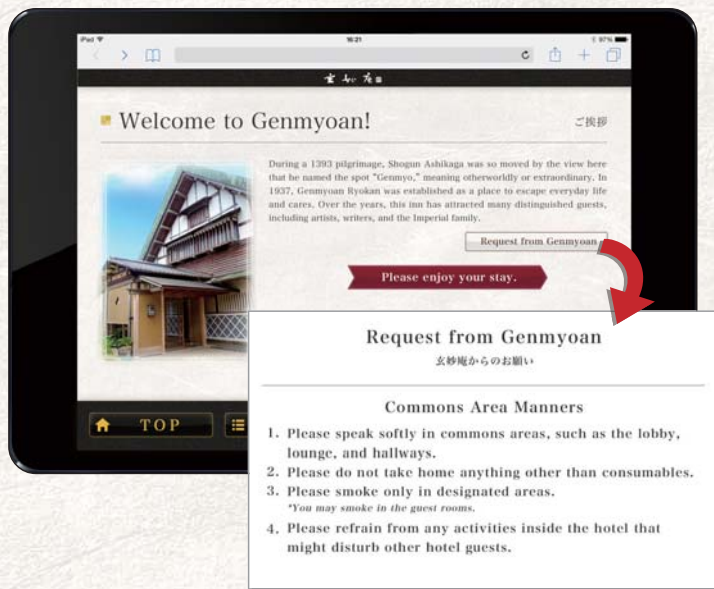 iPad
16:21
87%
玄妙庵
Welcome to Genmyoan!
ご挨拶
During a 1393 pilgrimage, Shogun Ashikaga was so moved by the view here
that he named the spot "Genmyo," meaning otherworldly or extraordinary. In
1937, Genmyoan Ryokan was established as a place to escape everyday life
and cares. Over the years, this inn has attracted many distinguished guests,
including artists, writers, and the Imperial family.
Request from Genmyoan
Please enjoy your stay.
TOP
Request from Genmyoan
玄妙庵からのお願い
Commons Area Manners
1. Please speak softly in commons areas, such as the lobby,
lounge, and hallways.
2. Please do not take home anything other than consumables.
3. Please smoke only in designated areas.
*You may smoke in the guest rooms.
4. Please refrain from any activities inside the hotel that
might disturb other hotel guests.